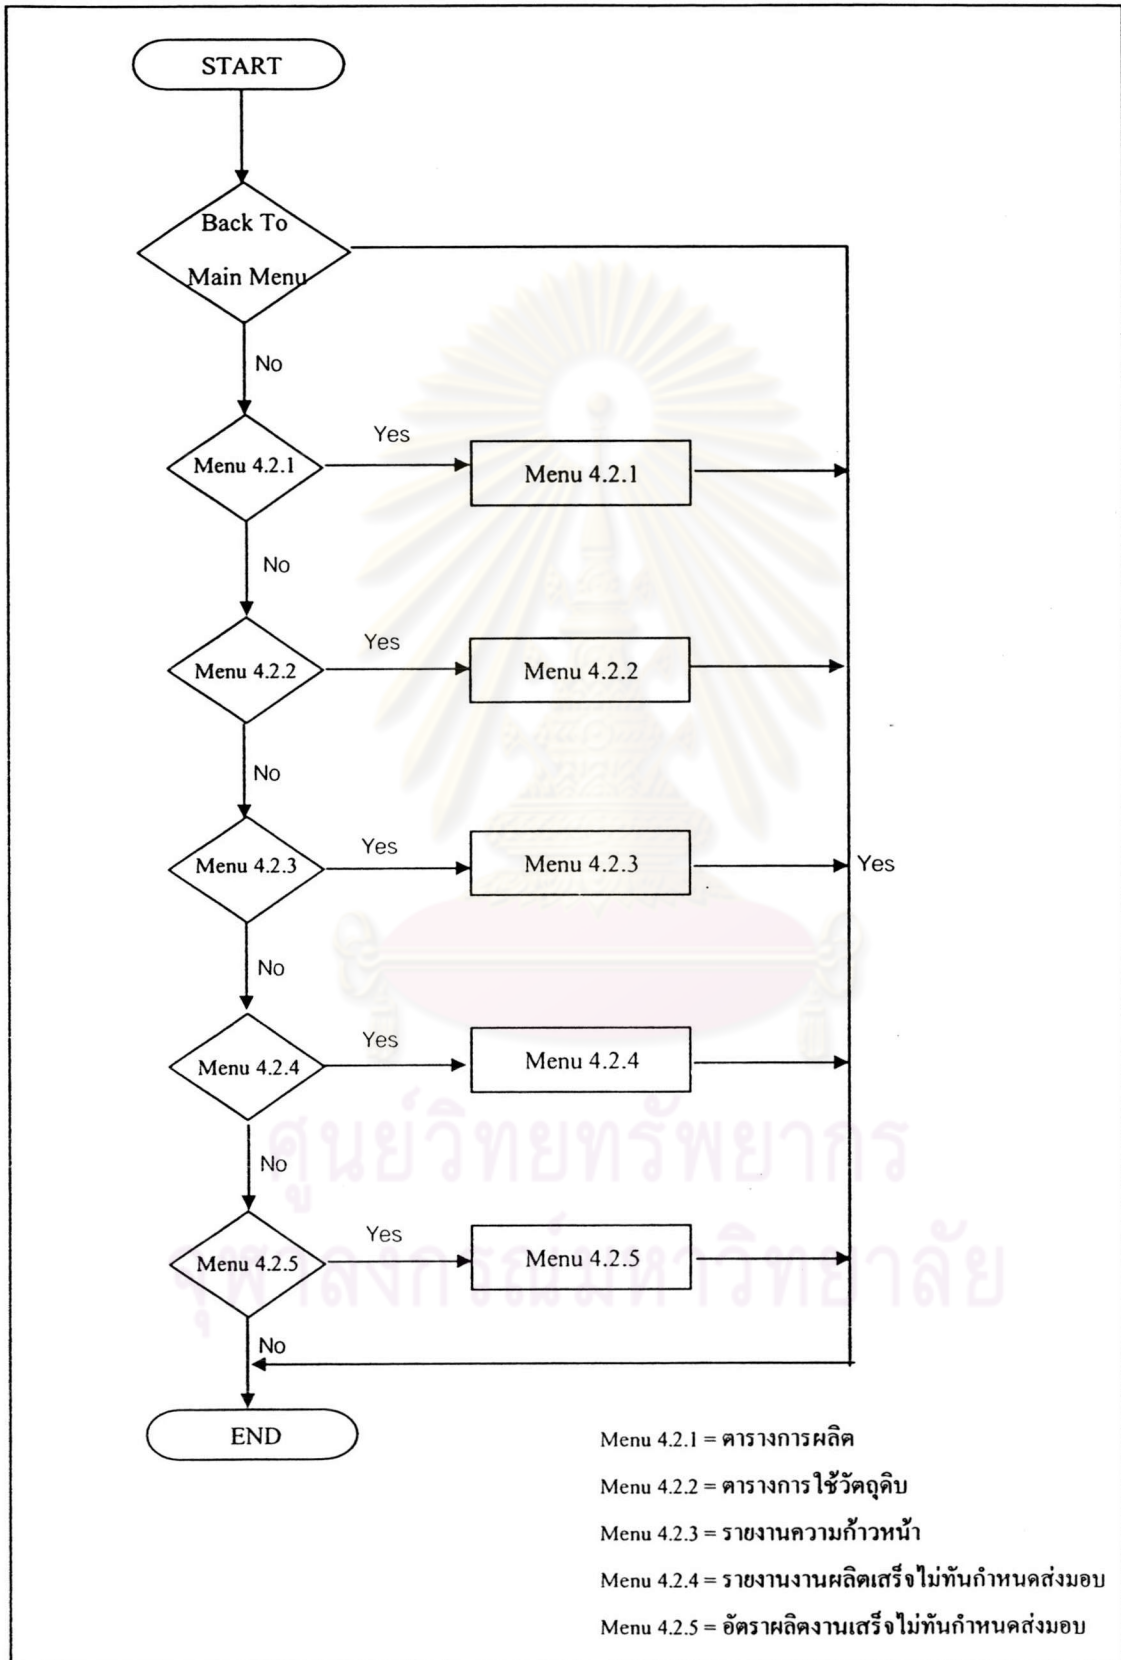 START
Back To
Main Menu
No
Yes
Menu 4.2.1
Menu 4.2.1
No
Yes
Menu 4.2.2
Menu 4.2.2
No
Yes
Menu 4.2.3
Menu 4.2.3
Yes
No
Yes
Menu 4.2.4
Menu 4.2.4
ศูนย์วิทยทรัพยากร
No
Yes
Menu 4.2.5
Menu 4.2.5
จุฬาลงกรณ์มหาวิทยาลัย
No
END
Menu 4.2.1 = ตารางการผลิต
Menu 4.2.2 = ตารางการใช้วัตถุดิบ
Menu 4.2.3 = รายงานความก้าวหน้า
Menu 4.2.4 = รายงานงานผลิตเสร็จไม่ทันกำหนดส่งมอบ
Menu 4.2.5 = อัตราผลิตงานเสร็จไม่ทันกำหนดส่งมอบ